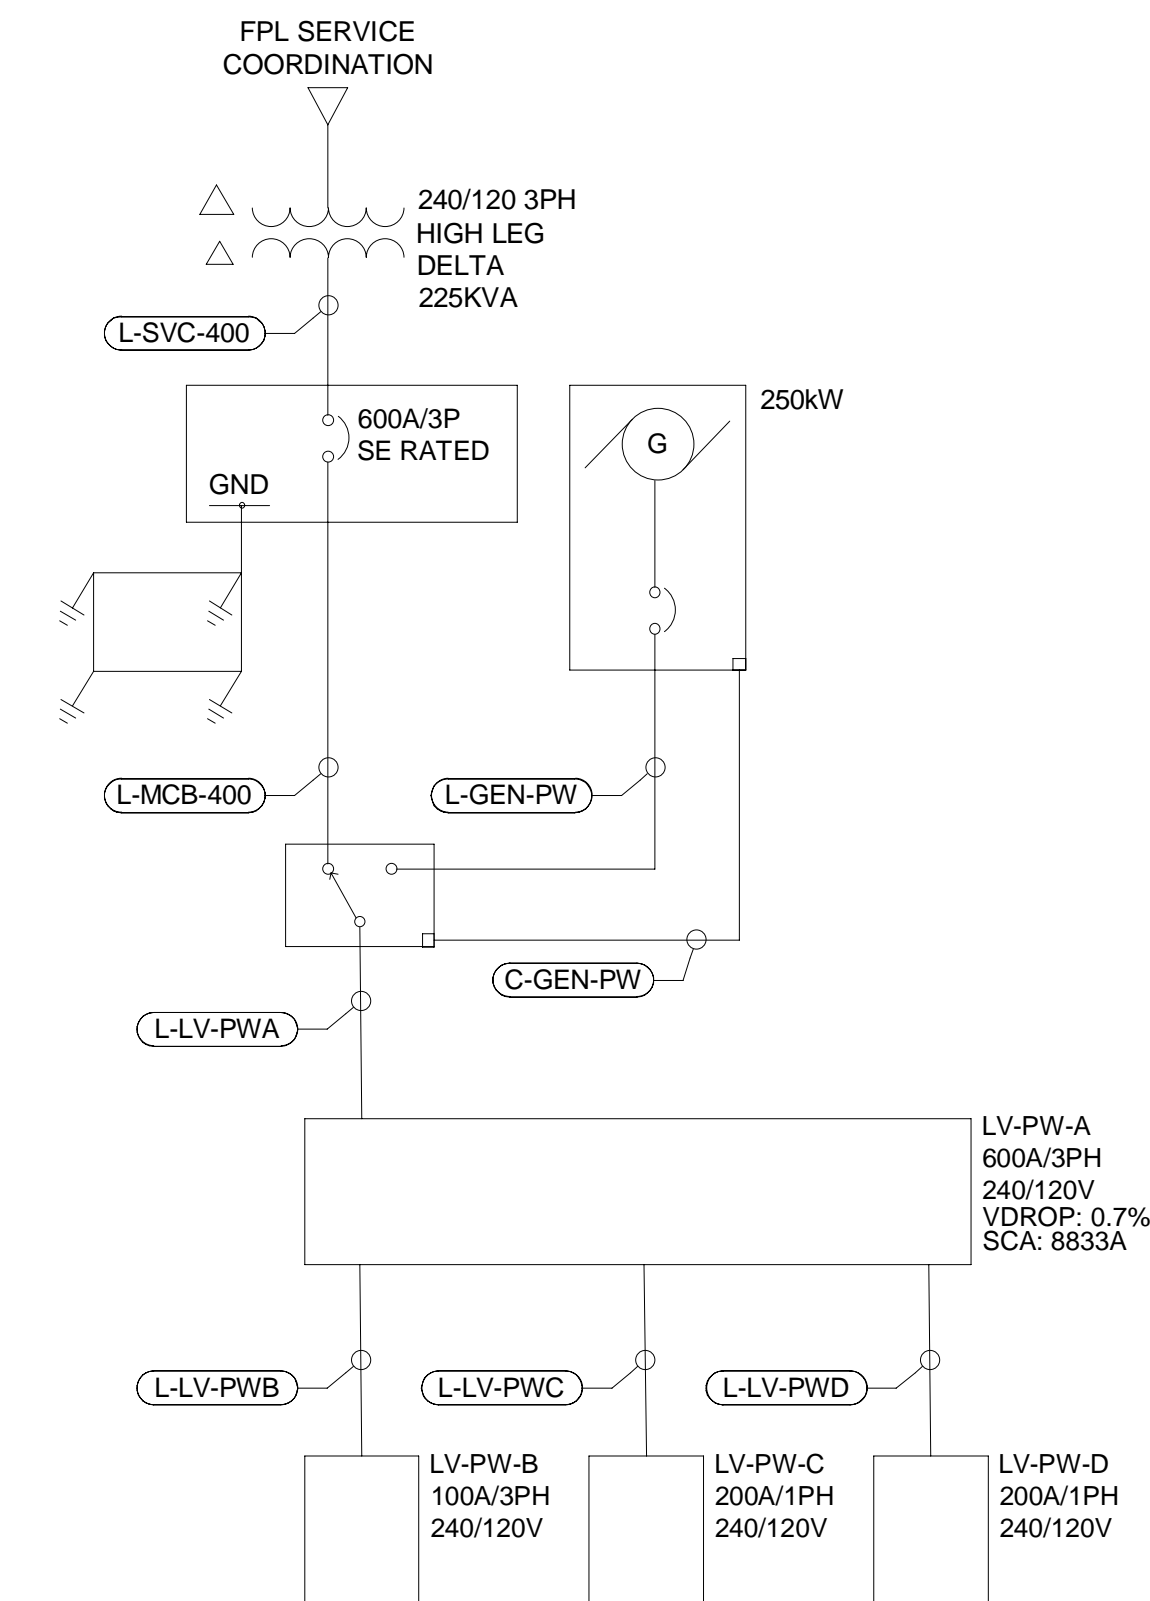 FPL SERVICE
COORDINATION
240/120 3PH
HIGH LEG
DELTA
225KVA
L-SVC-400
600A/3P
SE RATED
GND
250kW
G
L-MCB-400
L-GEN-PW
C-GEN-PW
L-LV-PWA
LV-PW-A
600A/3PH
240/120V
VDROP: 0.7%
SCA: 8833A
L-LV-PWB
L-LV-PWC
L-LV-PWD
LV-PW-B
100A/3PH
240/120V
LV-PW-C
200A/1PH
240/120V
LV-PW-D
200A/1PH
240/120V